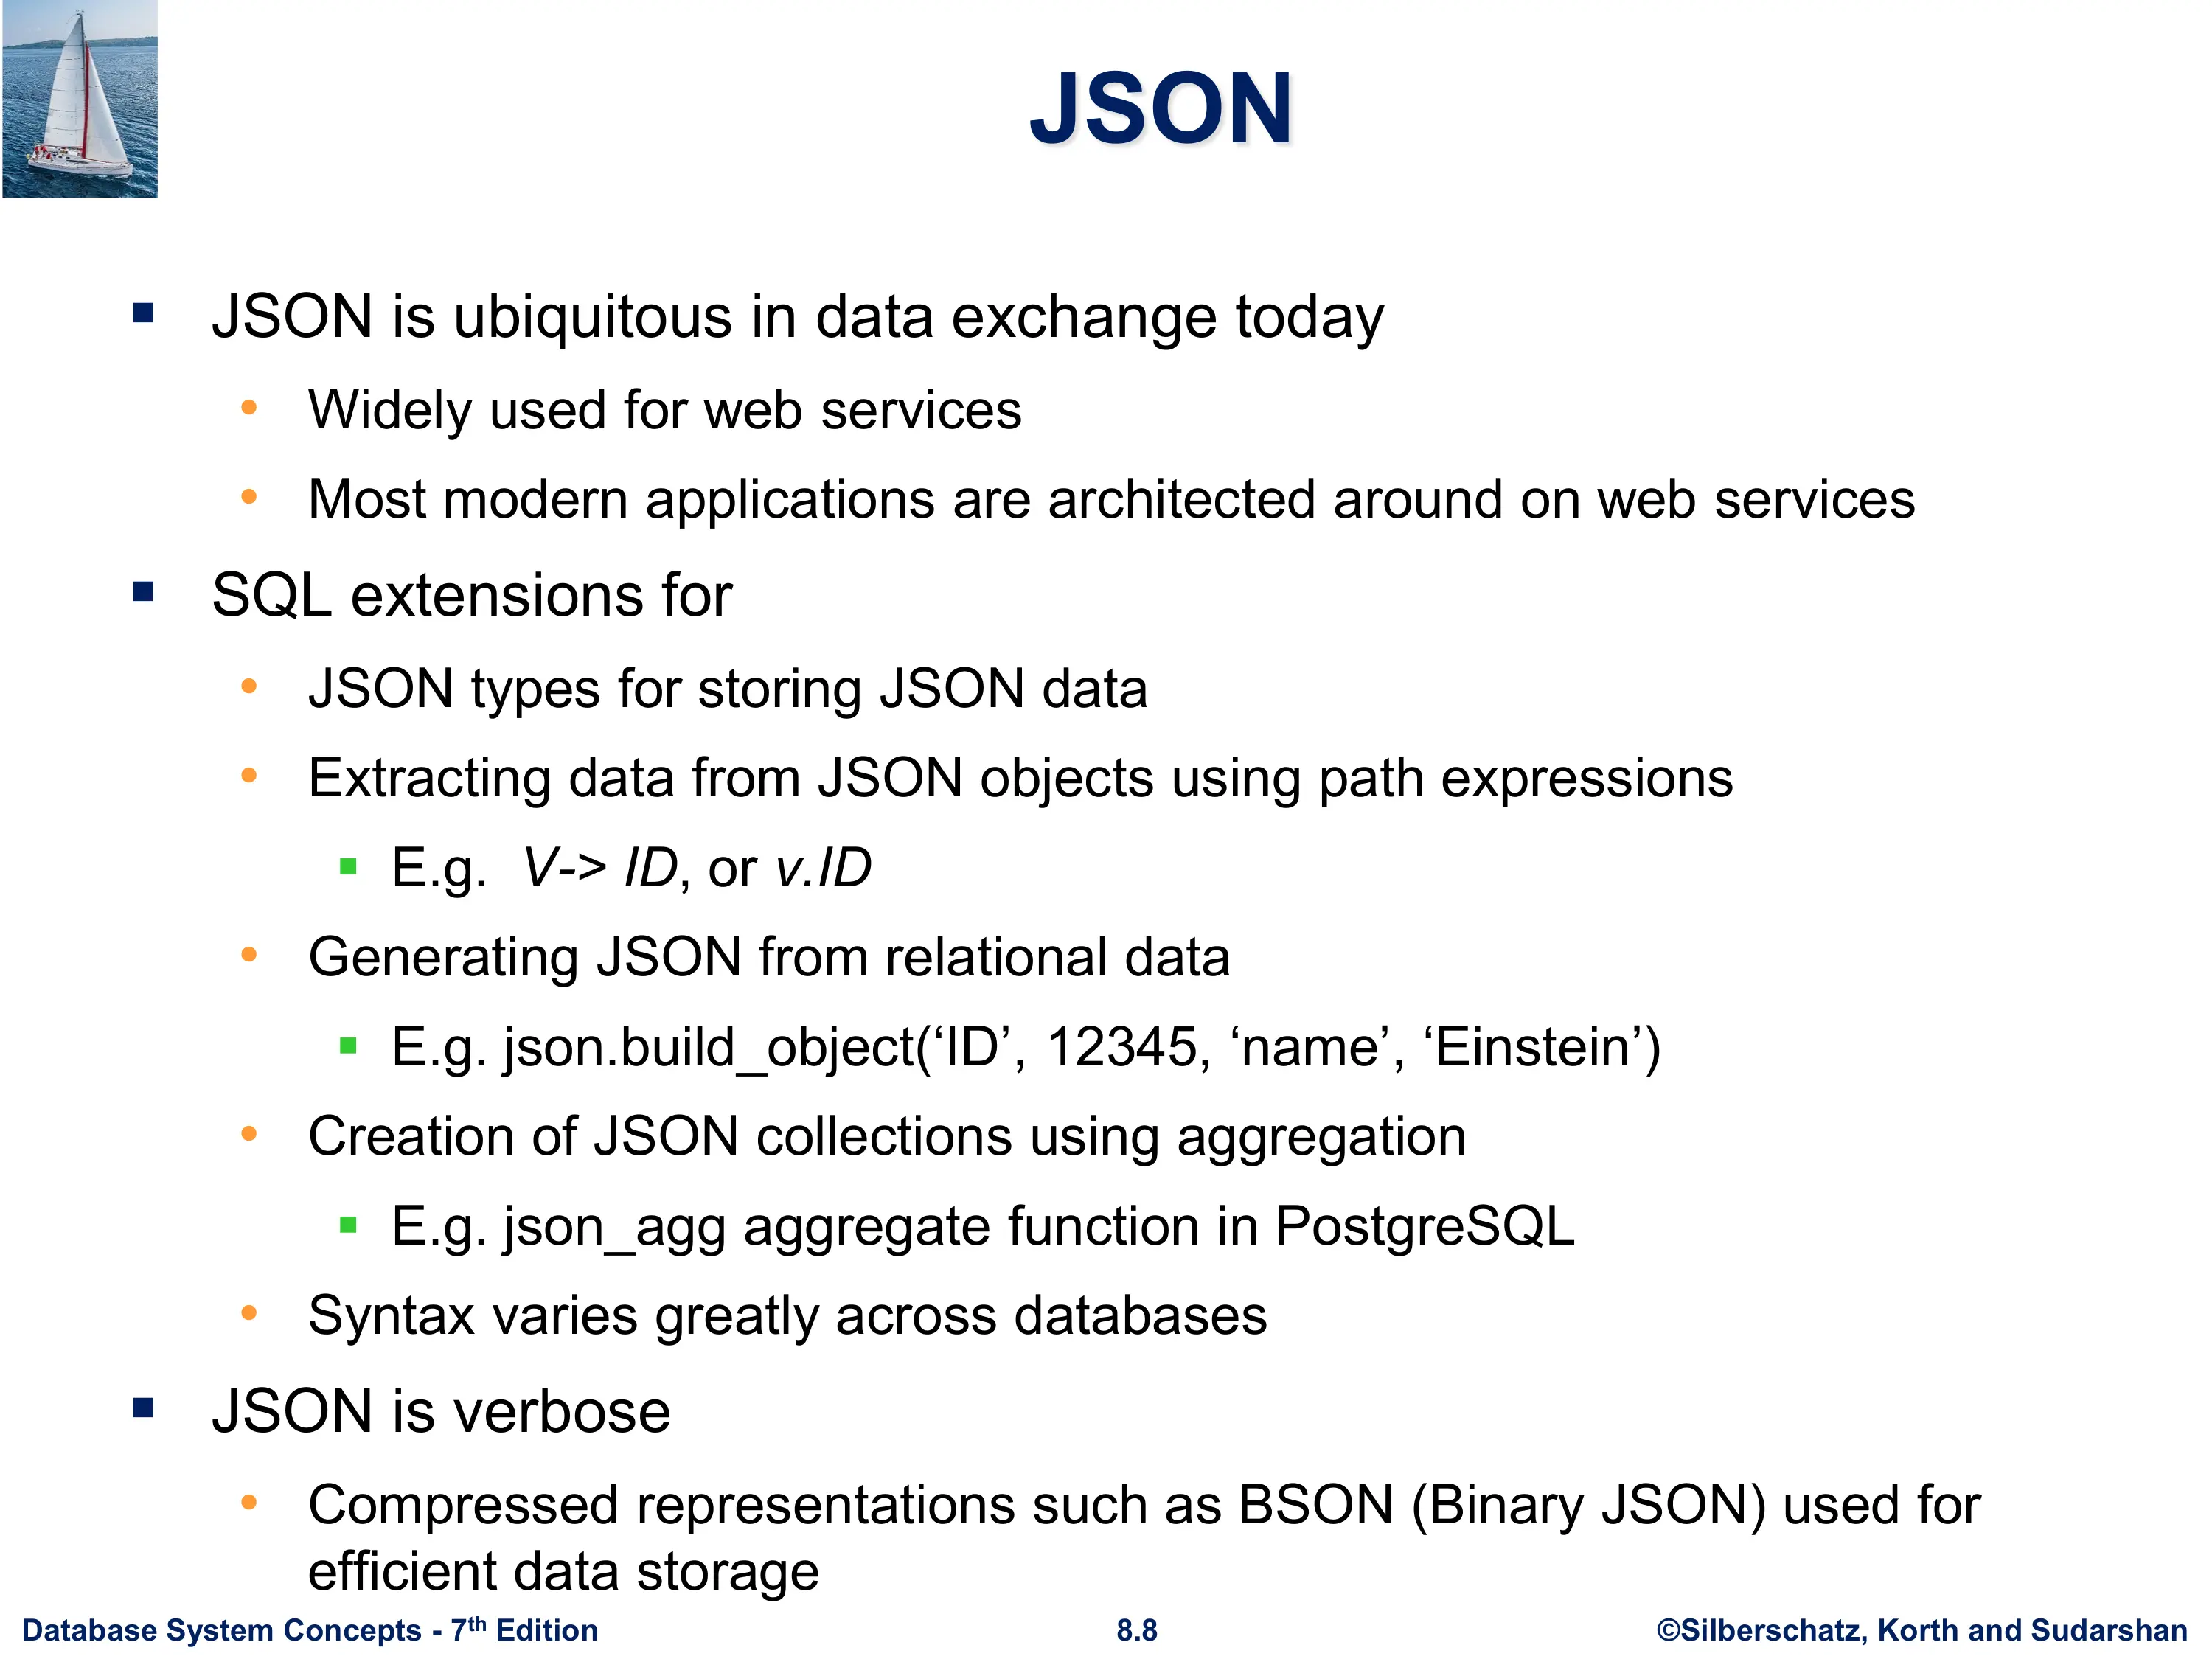 JSON
JSON is ubiquitous in data exchange today
Widely used for web services
Most modern applications are architected around on web services
SQL extensions for
JSON types for storing JSON data
Extracting data from JSON objects using path expressions
E.g.  V-> ID, or v.ID
Generating JSON from relational data
E.g. json.build_object(‘ID’, 12345, ‘name’, ‘Einstein’)
Creation of JSON collections using aggregation
E.g. json_agg aggregate function in PostgreSQL
Syntax varies greatly across databases
JSON is verbose
Compressed representations such as BSON (Binary JSON) used for
efficient data storage
Database System Concepts - 7th Edition 8.8 ©Silberschatz, Korth and Sudarshan